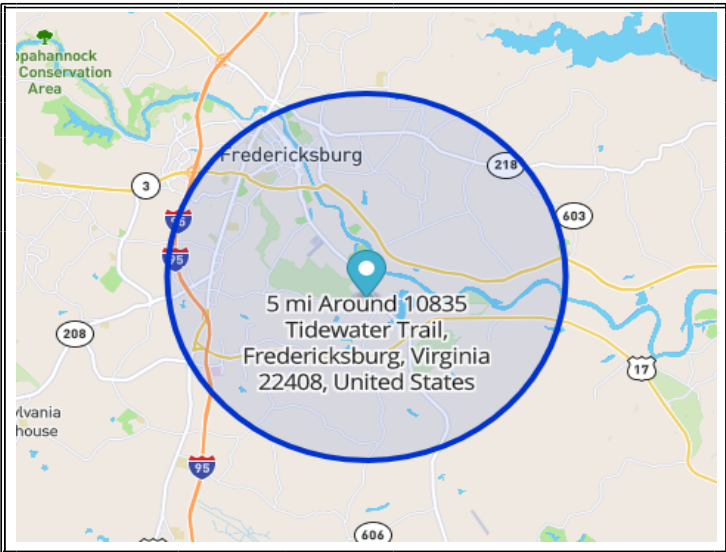 opahannock
Conservation
Area
Fredericksburg
218
3
603
95
95
5 mi Around 10835
Tidewater Trail,
Fredericksburg, Virginia
22408, United States
208
17
lvania
house
95
606